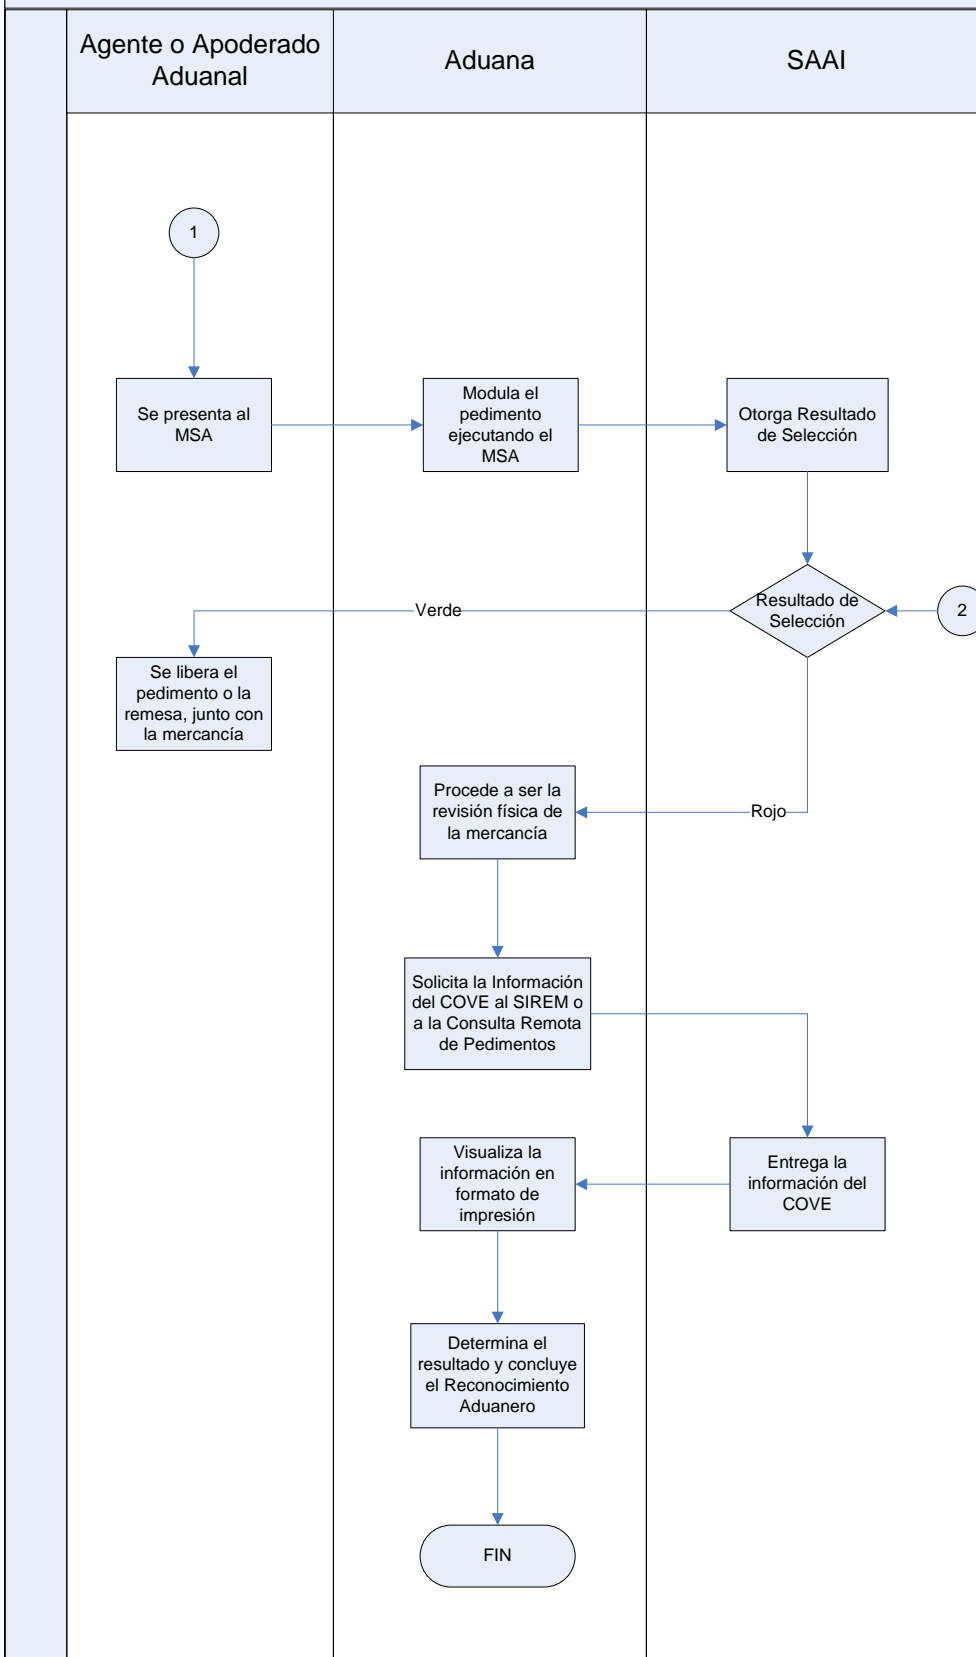 Agente o Apoderado
Aduanal
Aduana
SAAI
1
Se presenta al
MSA
Modula el
pedimento
ejecutando el
MSA
Otorga Resultado
de Selección
Resultado de
Selección
2
Verde
Se libera el
pedimento o la
remesa, junto con
la mercancía
Procede a ser la
revisión física de
la mercancía
Rojo
Solicita la Información
del COVE al SIREM o
a la Consulta Remota
de Pedimentos
Entrega la
información del
COVE
Visualiza la
información en
formato de
impresión
Determina el
resultado y concluye
el Reconocimiento
Aduanero
FIN